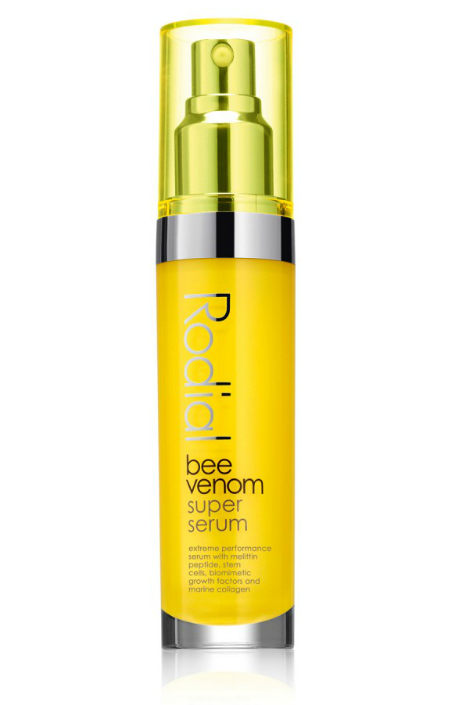 Rodial
bee
venom
super
serum
extreme performance
serum with melittin
peptide, stem
cells, biomimetic
growth factors and
marine collagen